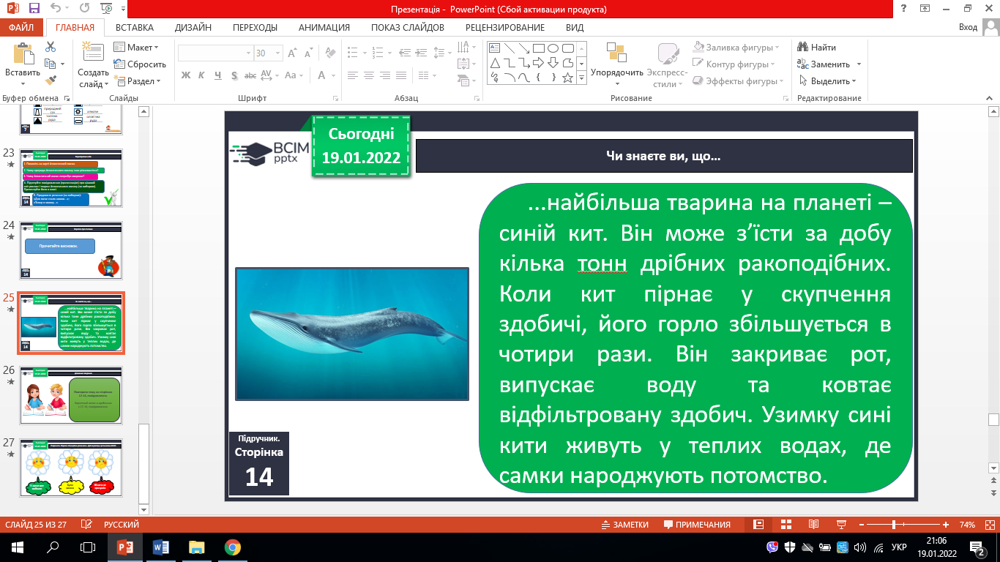 Презентація - PowerPoint (Сбой активации продукта)
ФАЙЛ ГЛАВНАЯ ВСТАВКА ДИЗАЙН ПЕРЕХОДЫ АНИМАЦИЯ ПОКАЗ СЛАЙДОВ РЕЦЕНЗИРОВАНИЕ ВИД Вход
Вставить
Буфер обмена
Создать слайд
Макет
Сбросить
Раздел
Слайды
30
Ж К Ч S abc AV Aa А
Шрифт
Абзац
Упорядочить
Экспресс-стили
Заливка фигуры
Контур фигуры
Эффекты фигуры
Рисование
Найти
Заменить
Выделить
Редактирование
23
24
Прочитайте висновок.
25
26
27
Сьогодні
19.01.2022
ВСІМ
pptx
Чи знаєте ви, що...
...найбільша тварина на планеті –
синій кит. Він може з’їсти за добу
кілька тонн дрібних ракоподібних.
Коли кит пірнає у скупчення
здобичі, його горло збільшується в
чотири рази. Він закриває рот,
випускає воду та ковтає
відфільтровану здобич. Узимку сині
кити живуть у теплих водах, де
самки народжують потомство.
Підручник.
Сторінка
14
СЛАЙД 25 ИЗ 27 РУССКИЙ ЗАМЕТКИ ПРИМЕЧАНИЯ 74%
УКР
21:06
19.01.2022
2